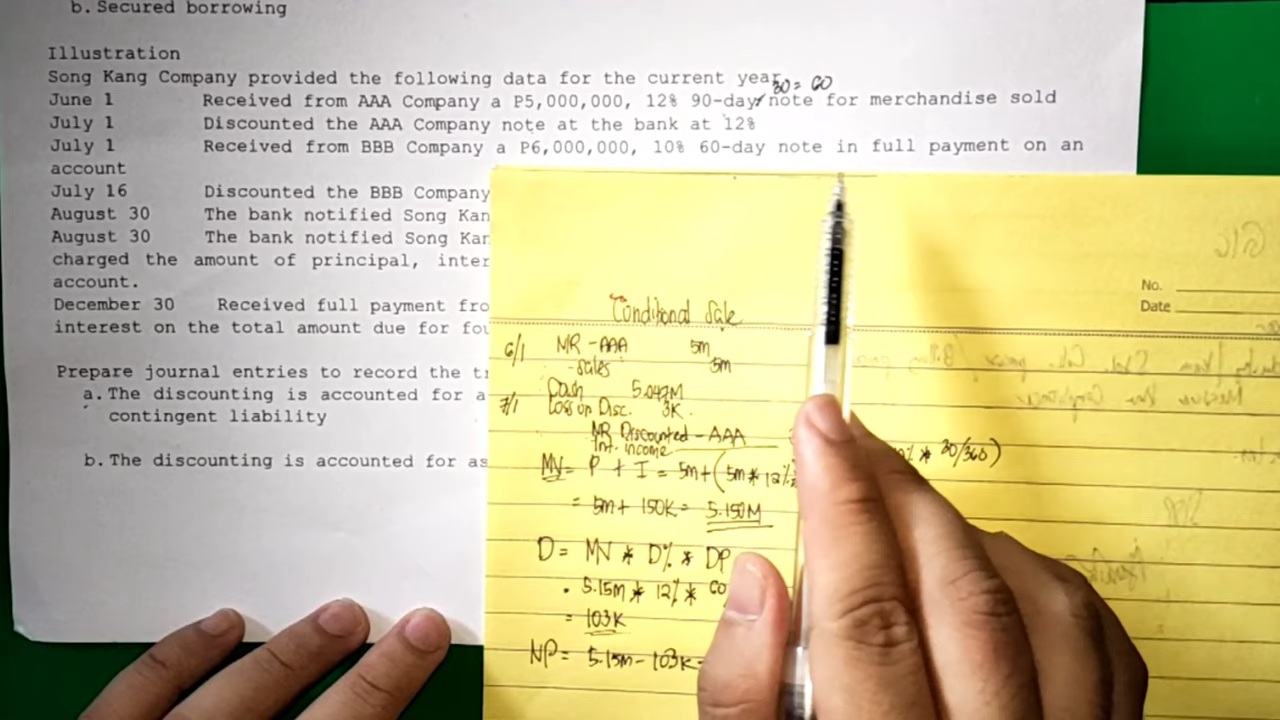 b. Secured borrowing
Illustration
Song Kang Company provided the following data for the current year
30 = 60
June 1 Received from AAA Company a P5,000,000, 12% 90-day note for merchandise sold
July 1 Discounted the AAA Company note at the bank at 12%
July 1 Received from BBB Company a P6,000,000, 10% 60-day note in full payment on an
account
July 16 Discounted the BBB Company
August 30 The bank notified Song Kan
August 30 The bank notified Song Kan
charged the amount of principal, inter
account.
December 30 Received full payment fro
interest on the total amount due for fou
Prepare journal entries to record the t
a. The discounting is accounted for a
contingent liability
b. The discounting is accounted for as
No.
Date
Conditional Sale
6/1 NR - AAA 5m
Sales 5m
Cash 5.047M
7/1 Loss on Disc. 3K
NR Discounted - AAA
Int. income
MV = P + I = 5m + (5m * 12% * 30/360)
= 5m + 150K = 5.150M
D = MV * D% * DP
= 5.15m * 12% * 60
= 103K
NP = 5.15m - 103K =